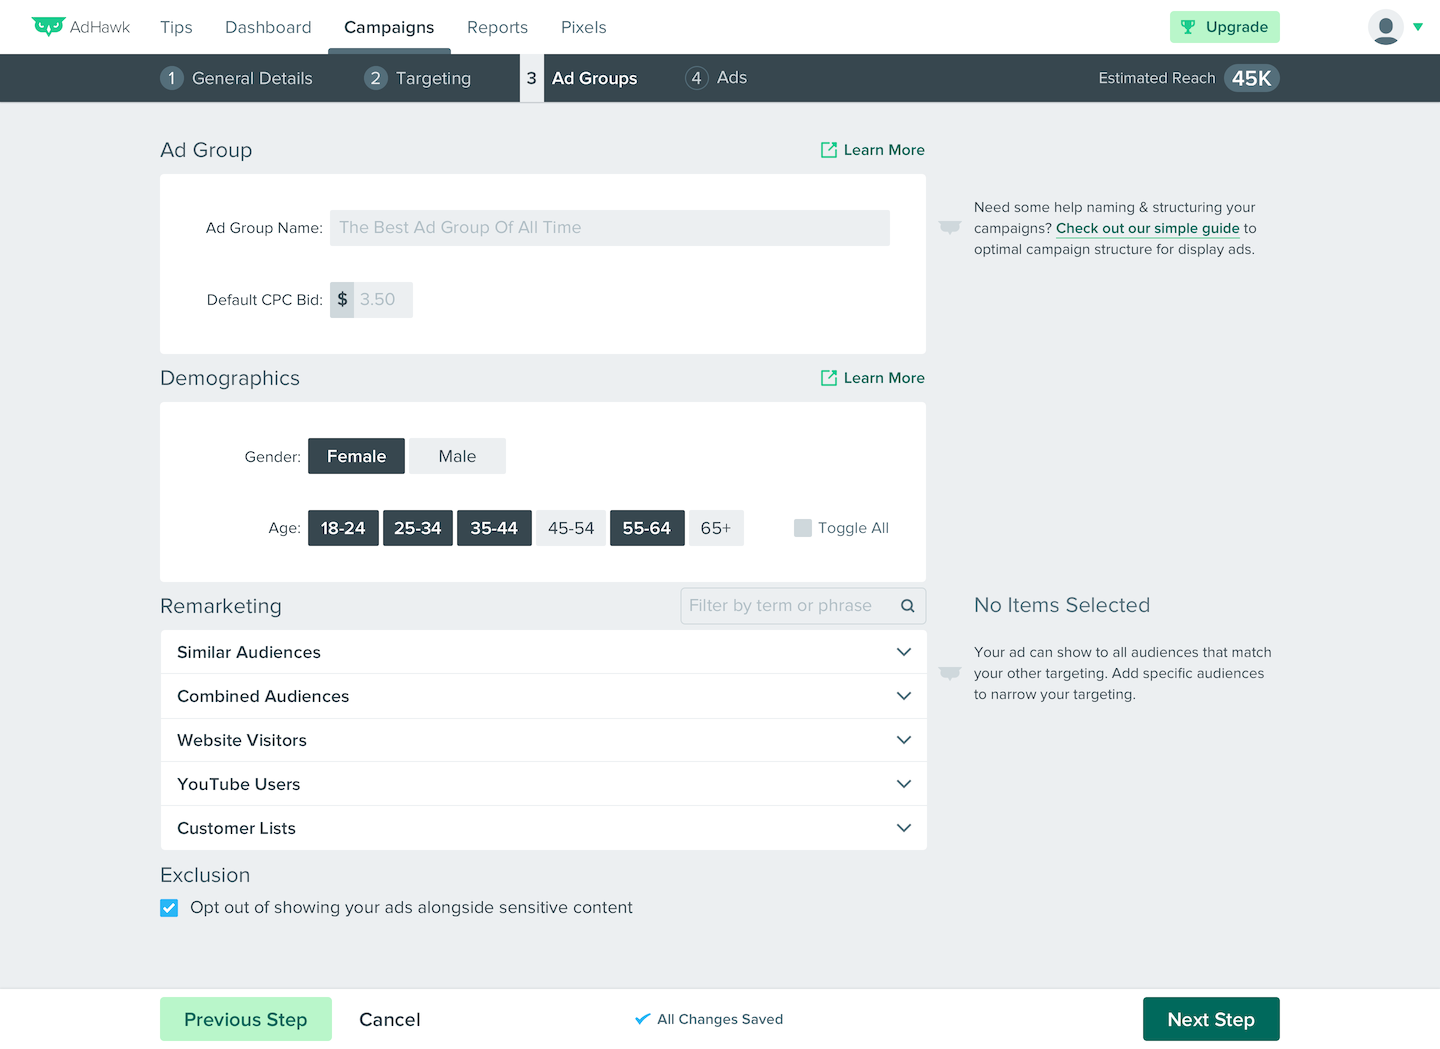 AdHawk Tips Dashboard Campaigns Reports Pixels Upgrade
1 General Details 2 Targeting 3 Ad Groups 4 Ads Estimated Reach 45K
Ad Group Learn More
Ad Group Name: The Best Ad Group Of All Time
Need some help naming & structuring your
campaigns? Check out our simple guide to
optimal campaign structure for display ads.
Default CPC Bid: $ 3.50
Demographics Learn More
Gender: Female Male
Age: 18-24 25-34 35-44 45-54 55-64 65+ Toggle All
Remarketing Filter by term or phrase
No Items Selected
Your ad can show to all audiences that match
your other targeting. Add specific audiences
to narrow your targeting.
Similar Audiences
Combined Audiences
Website Visitors
YouTube Users
Customer Lists
Exclusion
Opt out of showing your ads alongside sensitive content
Previous Step Cancel All Changes Saved Next Step